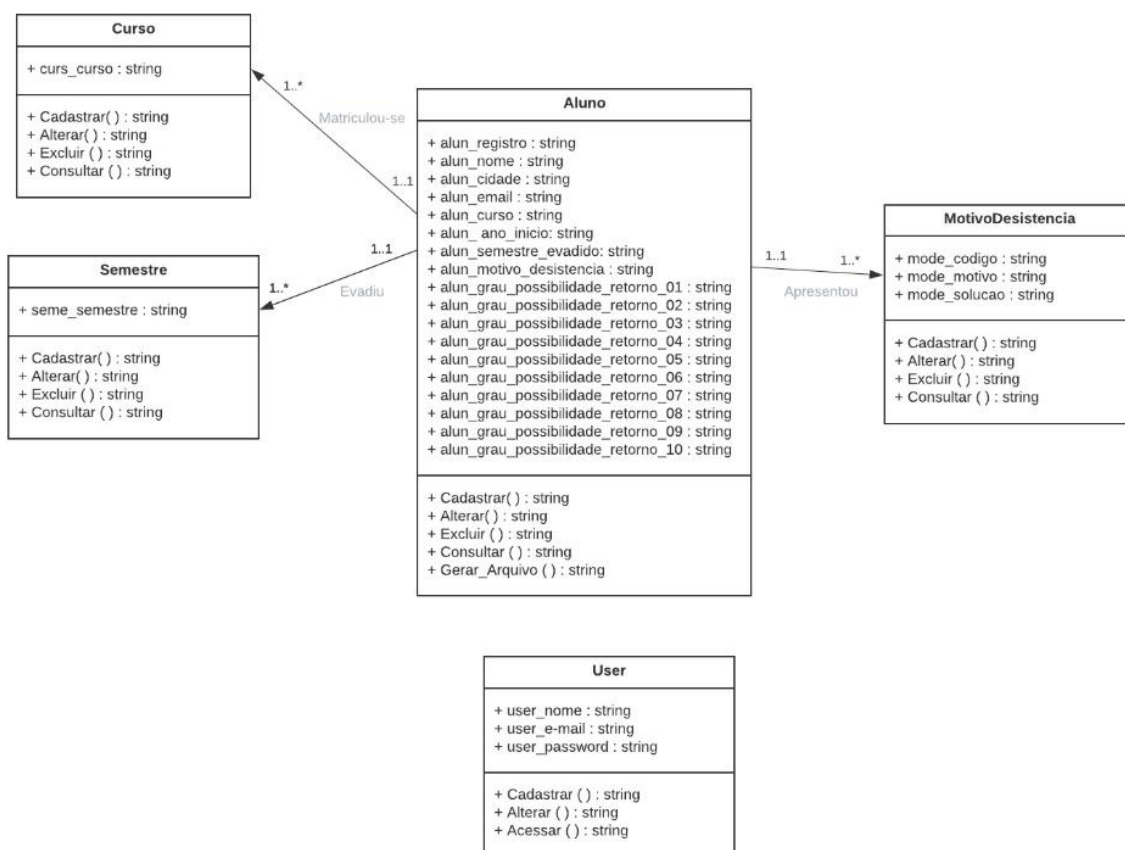 Curso
+ curs_curso : string
+ Cadastrar( ) : string
+ Alterar( ) : string
+ Excluir ( ) : string
+ Consultar ( ) : string
1..*
Matriculou-se
1..1
Aluno
+ alun_registro : string
+ alun_nome : string
+ alun_cidade : string
+ alun_email : string
+ alun_curso : string
+ alun_ ano_inicio: string
+ alun_semestre_evadido: string
+ alun_motivo_desistencia : string
+ alun_grau_possibilidade_retorno_01 : string
+ alun_grau_possibilidade_retorno_02 : string
+ alun_grau_possibilidade_retorno_03 : string
+ alun_grau_possibilidade_retorno_04 : string
+ alun_grau_possibilidade_retorno_05 : string
+ alun_grau_possibilidade_retorno_06 : string
+ alun_grau_possibilidade_retorno_07 : string
+ alun_grau_possibilidade_retorno_08 : string
+ alun_grau_possibilidade_retorno_09 : string
+ alun_grau_possibilidade_retorno_10 : string
+ Cadastrar( ) : string
+ Alterar( ) : string
+ Excluir ( ) : string
+ Consultar ( ) : string
+ Gerar_Arquivo ( ) : string
1..1
1..*
Evadiu
Semestre
+ seme_semestre : string
+ Cadastrar( ) : string
+ Alterar( ) : string
+ Excluir ( ) : string
+ Consultar ( ) : string
1..1
1..*
Apresentou
MotivoDesistencia
+ mode_codigo : string
+ mode_motivo : string
+ mode_solucao : string
+ Cadastrar( ) : string
+ Alterar( ) : string
+ Excluir ( ) : string
+ Consultar ( ) : string
User
+ user_nome : string
+ user_e-mail : string
+ user_password : string
+ Cadastrar ( ) : string
+ Alterar ( ) : string
+ Acessar ( ) : string